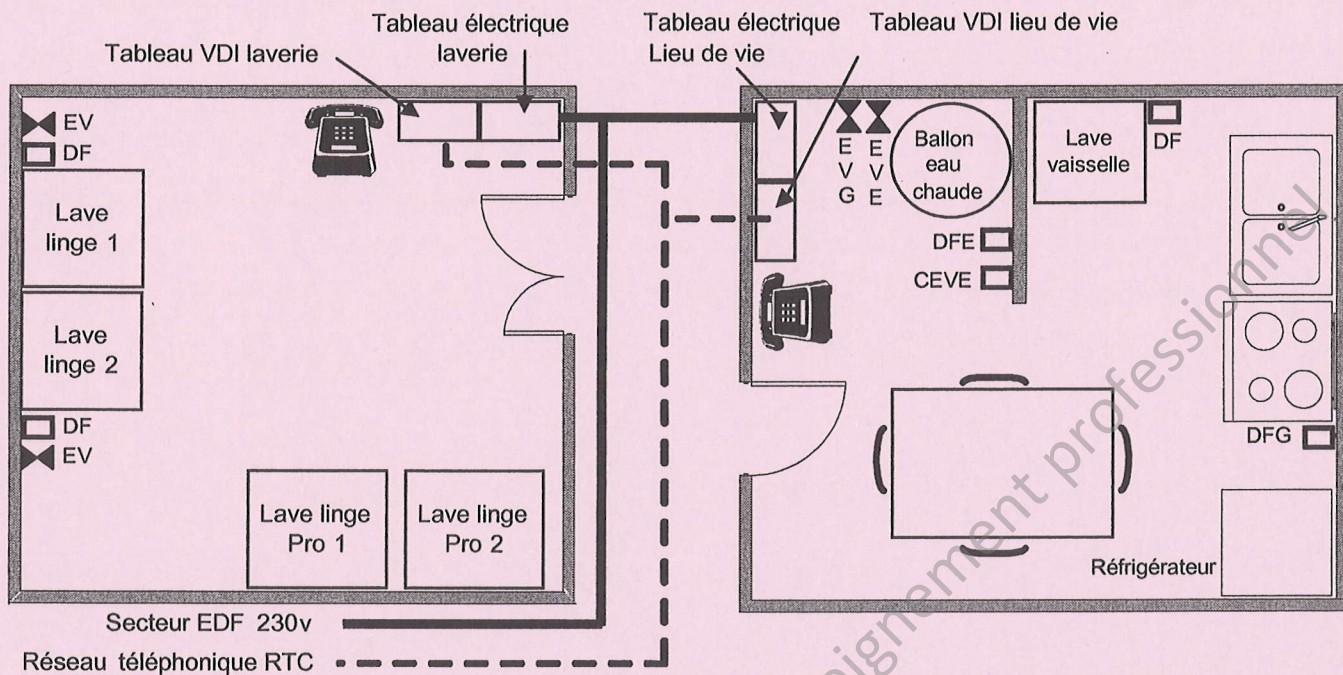 Tableau VDI laverie
Tableau électrique
laverie
Tableau électrique
Lieu de vie
Tableau VDI lieu de vie
EV
DF
Lave
linge 1
Lave
linge 2
DF
EV
Lave linge
Pro 1
Lave linge
Pro 2
E
V
G
E
V
E
Ballon
eau
chaude
DFE
CEVE
Lave
vaisselle
DF
DFG
Réfrigérateur
Secteur EDF 230v
Réseau téléphonique RTC
professionnel